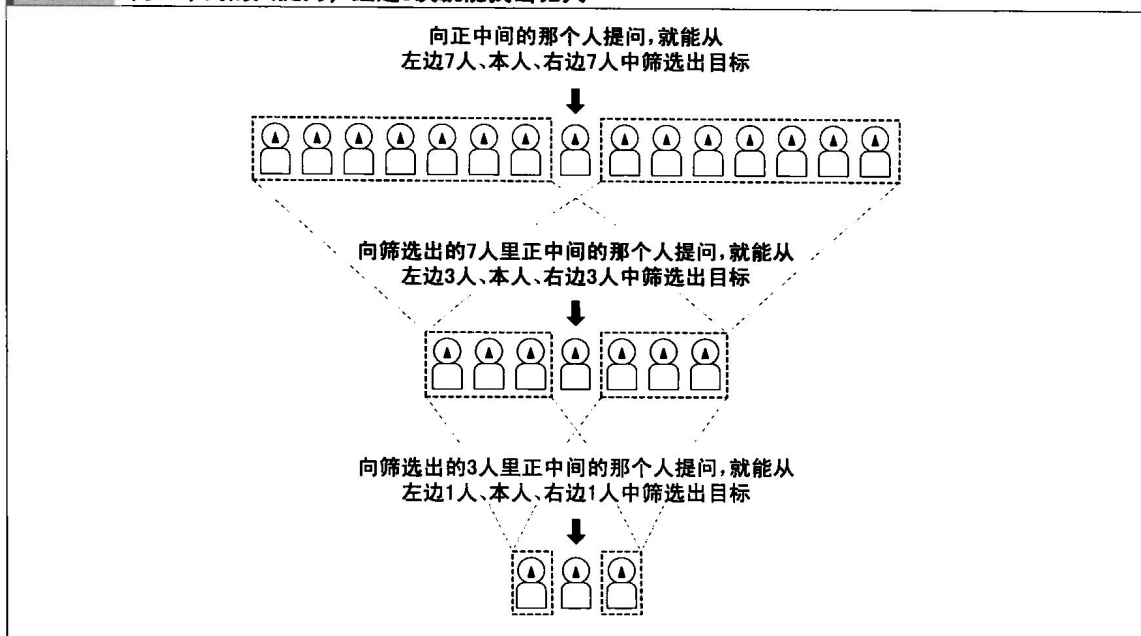 向正中间的那个人提问,就能从
左边7人、本人、右边7人中筛选出目标
向筛选出的7人里正中间的那个人提问,就能从
左边3人、本人、右边3人中筛选出目标
向筛选出的3人里正中间的那个人提问,就能从
左边1人、本人、右边1人中筛选出目标